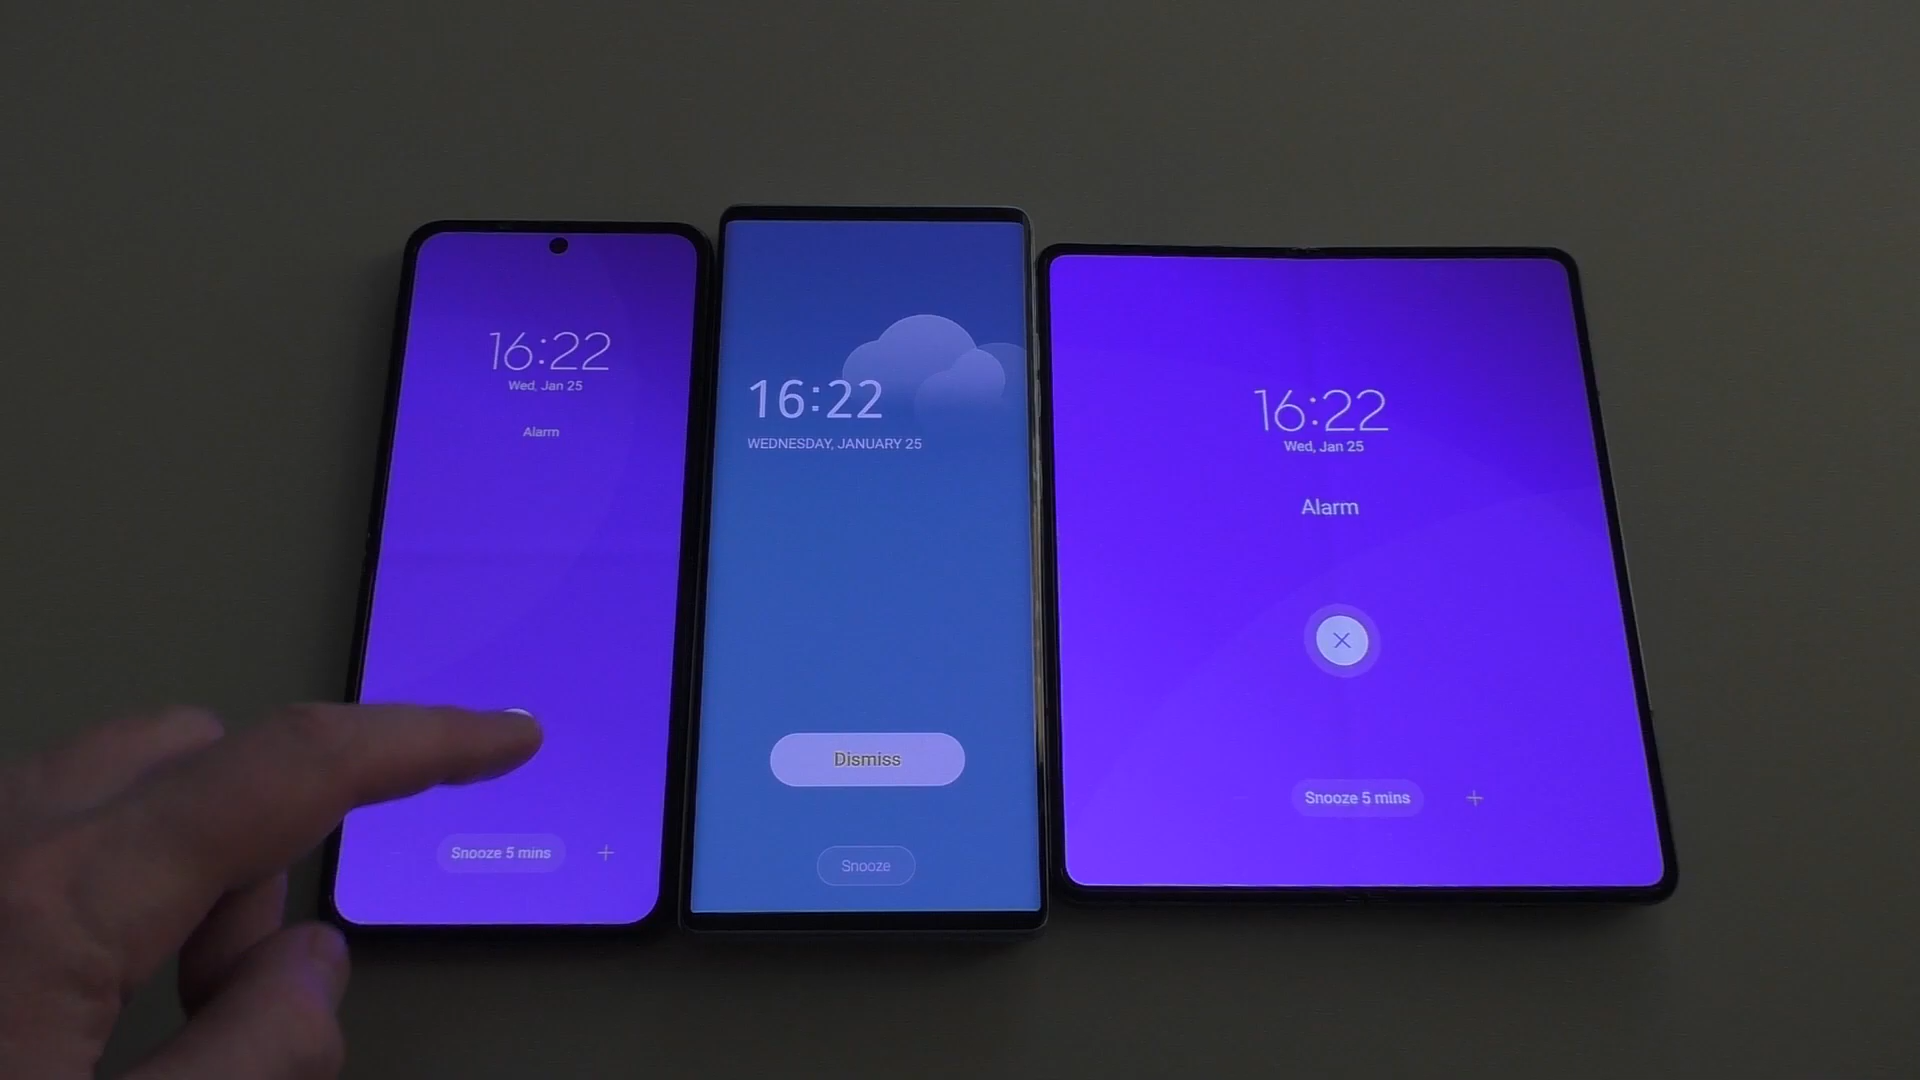 16:22
Wed, Jan 25
Alarm
Snooze 5 mins
16:22
WEDNESDAY, JANUARY 25
Dismiss
Snooze
16:22
Wed, Jan 25
Alarm
Snooze 5 mins